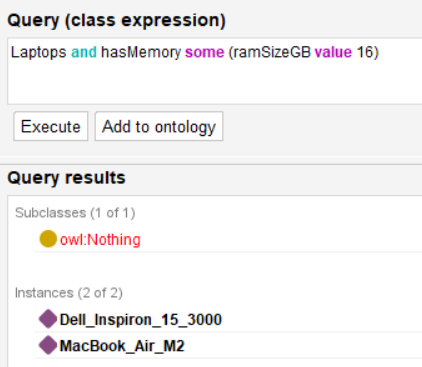 Query (class expression)
Laptops and hasMemory some (ramSizeGB value 16)
Execute
Add to ontology
Query results
Subclasses (1 of 1)
owl:Nothing
Instances (2 of 2)
Dell_Inspiron_15_3000
MacBook_Air_M2